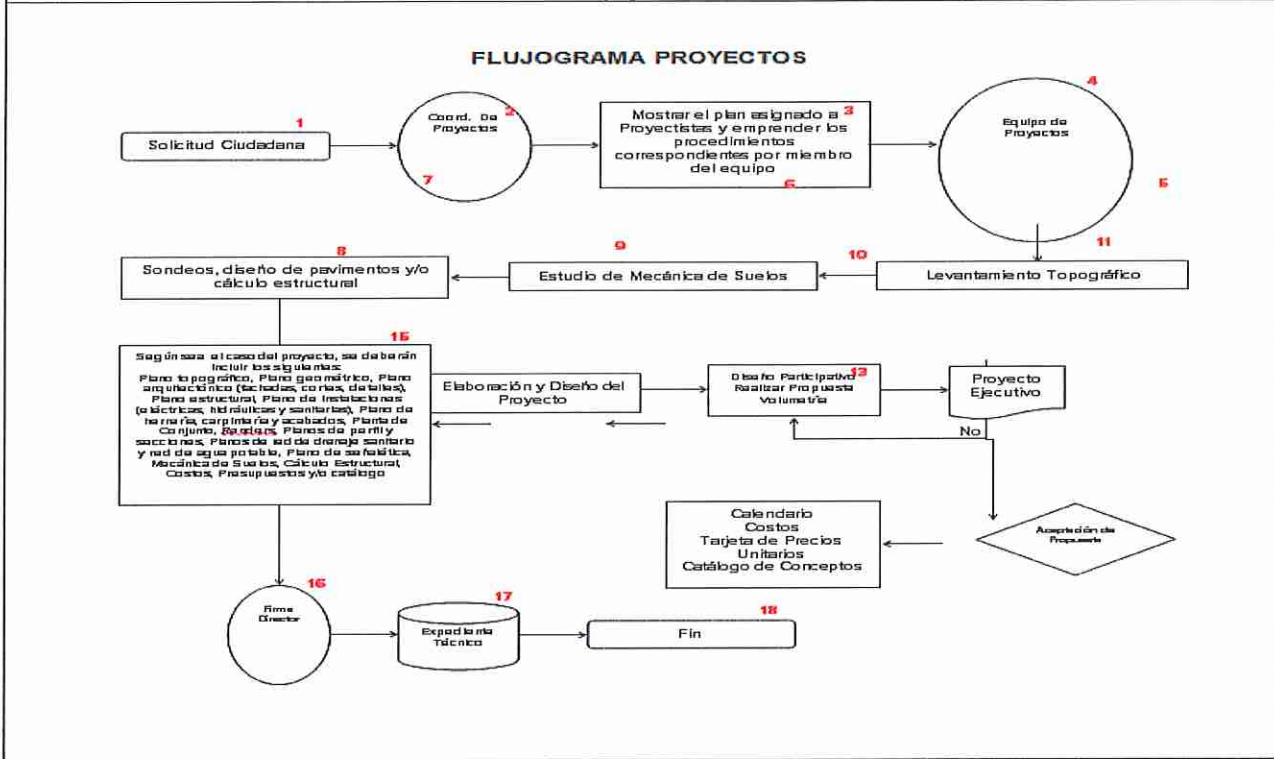 FLUJOGRAMA PROYECTOS
1
Solicitud Ciudadana
2
Coord. De
Proyectos
7
Mostrar el plan asignado a 3
Proyectistas y emprender los
procedimientos
correspondientes por miembro
del equipo
6
4
Equipo de
Proyectos
5
8
Sondeos, diseño de pavimentos y/o
cálculo estructural
9
Estudio de Mecánica de Suelos
10
11
Levantamiento Topográfico
15
Según sea el caso del proyecto, se deberán
incluir los siguientes:
Plano topográfico, Plano geométrico, Plano
arquitectónico (fachadas, cortes, detalles),
Plano estructural, Plano de Instalaciones
(eléctricas, hidráulicas y sanitarias), Plano de
herrería, carpintería y acabados, Planta de
Conjunto, Renders, Planos de perfil y
secciones, Planos de red de drenaje sanitario
y red de agua potable, Plano de señalética,
Mecánica de Suelos, Cálculo Estructural,
Costos, Presupuestos y/o catálogo
Elaboración y Diseño del
Proyecto
Diseño Participativo 13
Realizar Propuesta
Volumetría
Proyecto
Ejecutivo
No
Calendario
Costos
Tarjeta de Precios
Unitarios
Catálogo de Conceptos
Aceptación de
Propuesta
16
Firma
Director
17
Expediente
Técnico
18
Fin